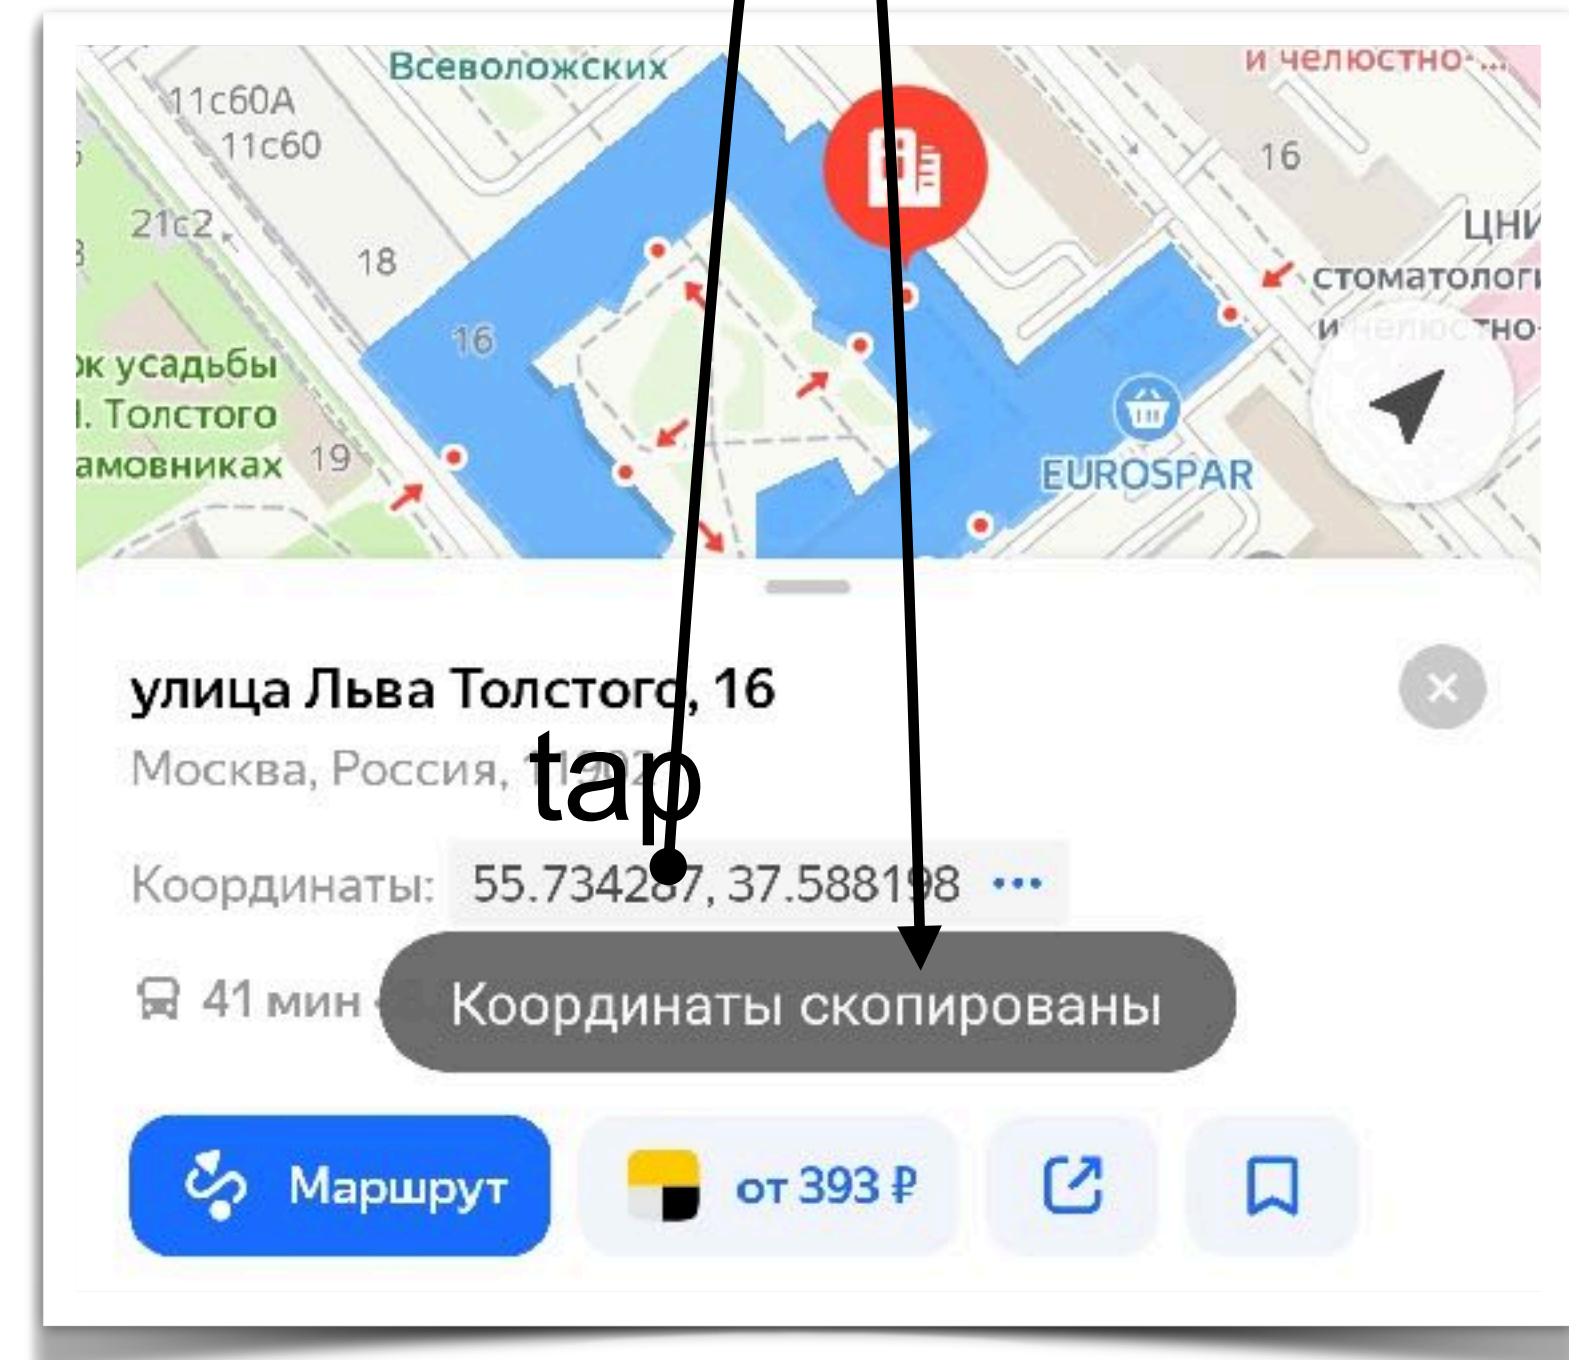 Всеволожских
и челюстно-...
11с60А
11с60
16
21с2
18
ЦНИ
стоматологи
16
ок усадьбы
Толстого
амовниках
19
EUROSPAR
улица Льва Толстого, 16
Москва, Россия,
tap
Координаты: 55.734287, 37.588198 ...
41 мин
Координаты скопированы
Маршрут
от 393 ₽